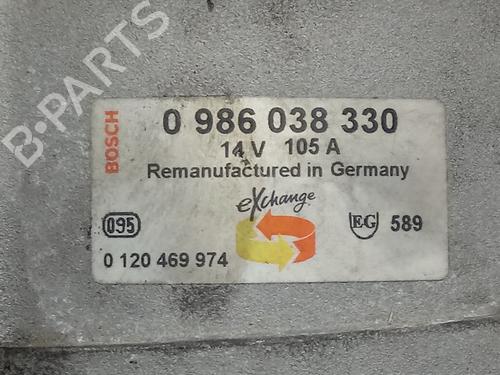 B-PARTS
BOSCH
0 986 038 330
14 V 105 A
Remanufactured in Germany
eXchange
095
EG 589
0 120 469 974